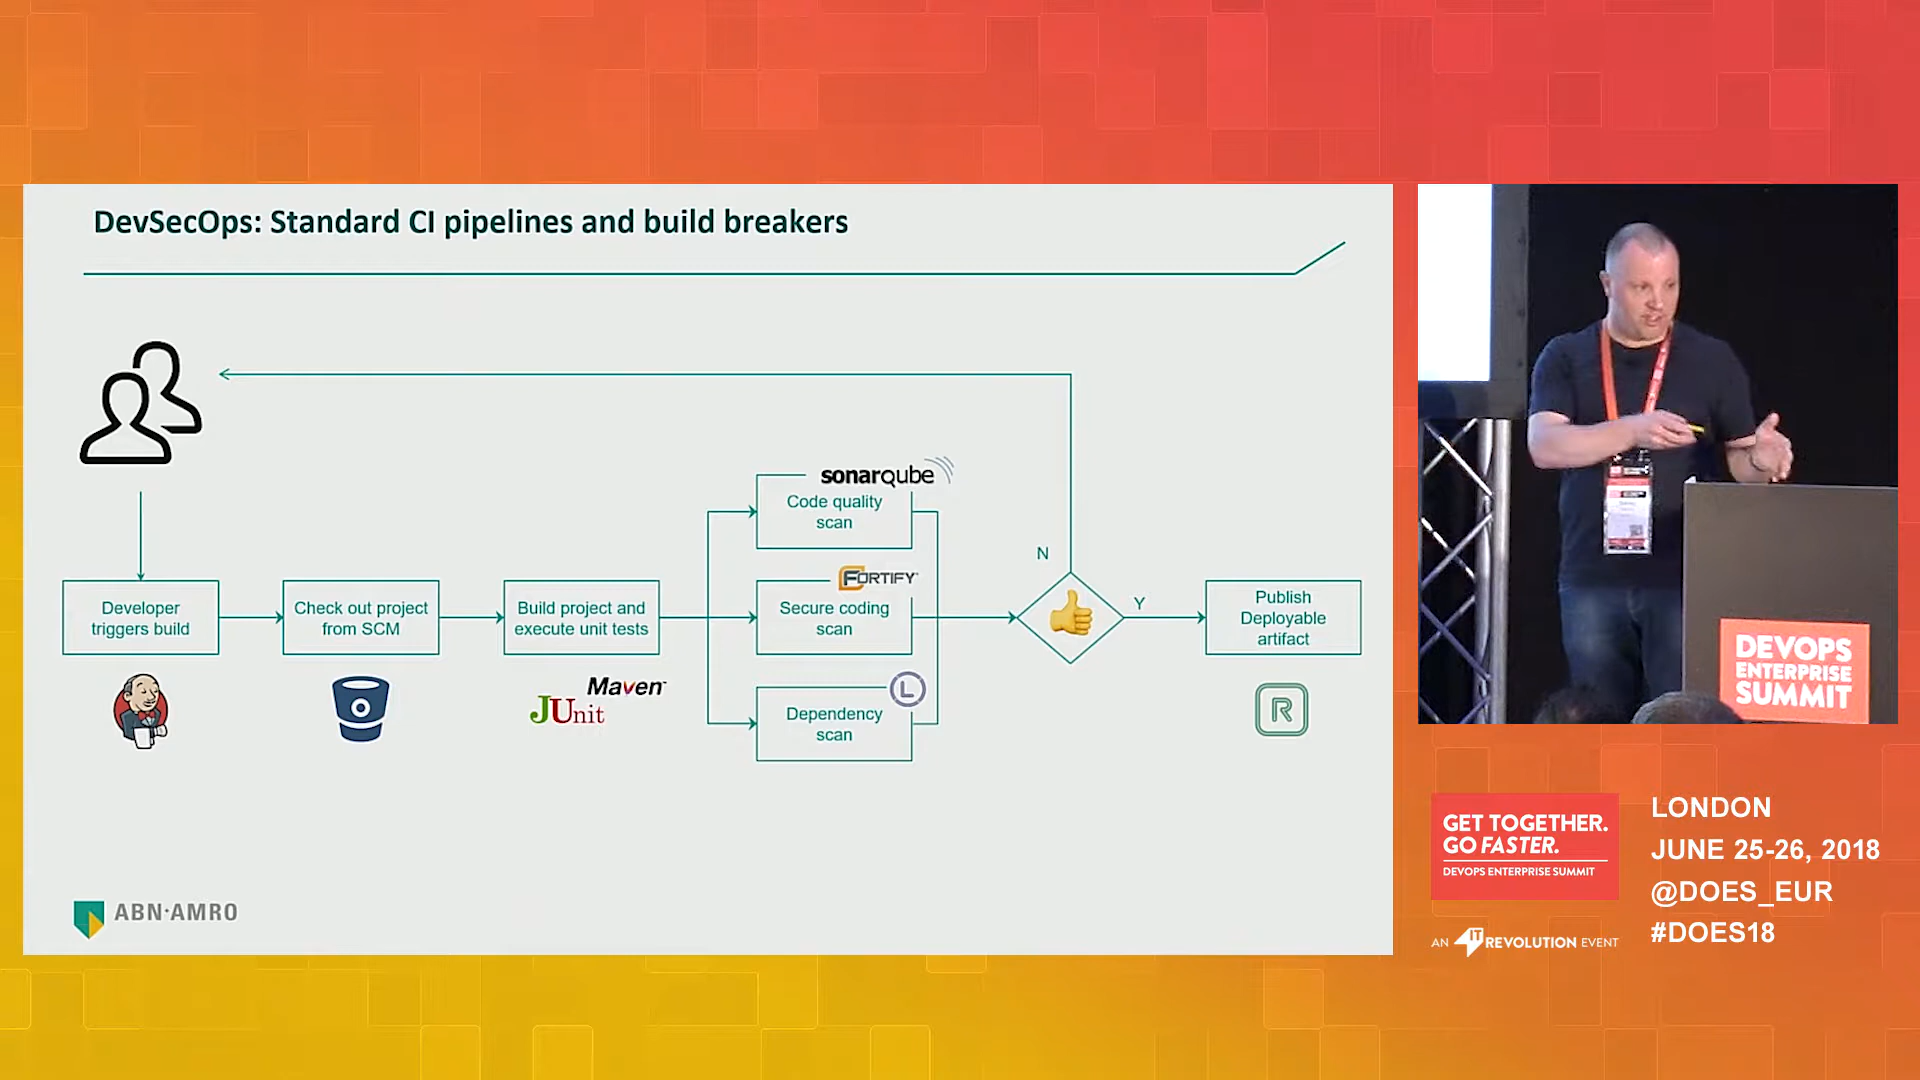 DevSecOps: Standard CI pipelines and build breakers
sonarqube
Code quality
scan
N
FORTIFY
Developer
triggers build
Check out project
from SCM
Build project and
execute unit tests
Secure coding
scan
Y
Publish
Deployable
artifact
Maven
JUnit
L
Dependency
scan
R
ABN·AMRO
DEVOPS
ENTERPRISE
SUMMIT
GET TOGETHER.
GO FASTER.
DEVOPS ENTERPRISE SUMMIT
AN IT REVOLUTION EVENT
LONDON
JUNE 25-26, 2018
@DOES_EUR
#DOES18